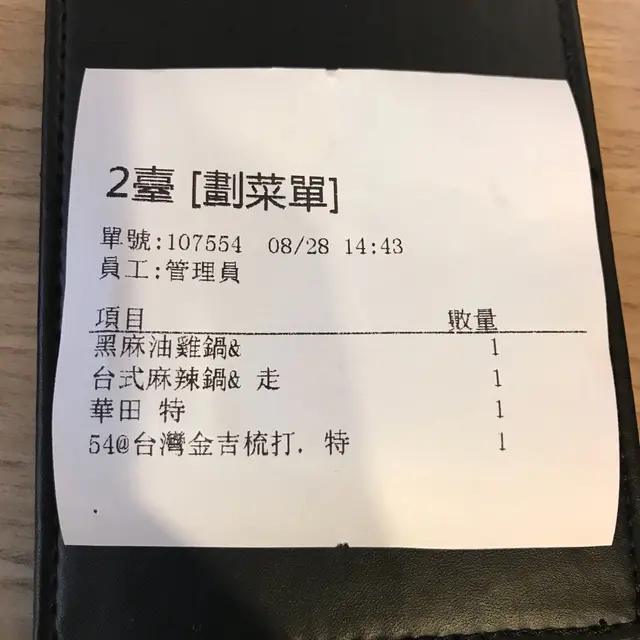 2臺 [劃菜單]
單號:107554 08/28 14:43
員工:管理員
項目 數量
黑麻油雞鍋& 1
台式麻辣鍋& 走 1
華田 特 1
54@台灣金吉梳打. 特 1
.